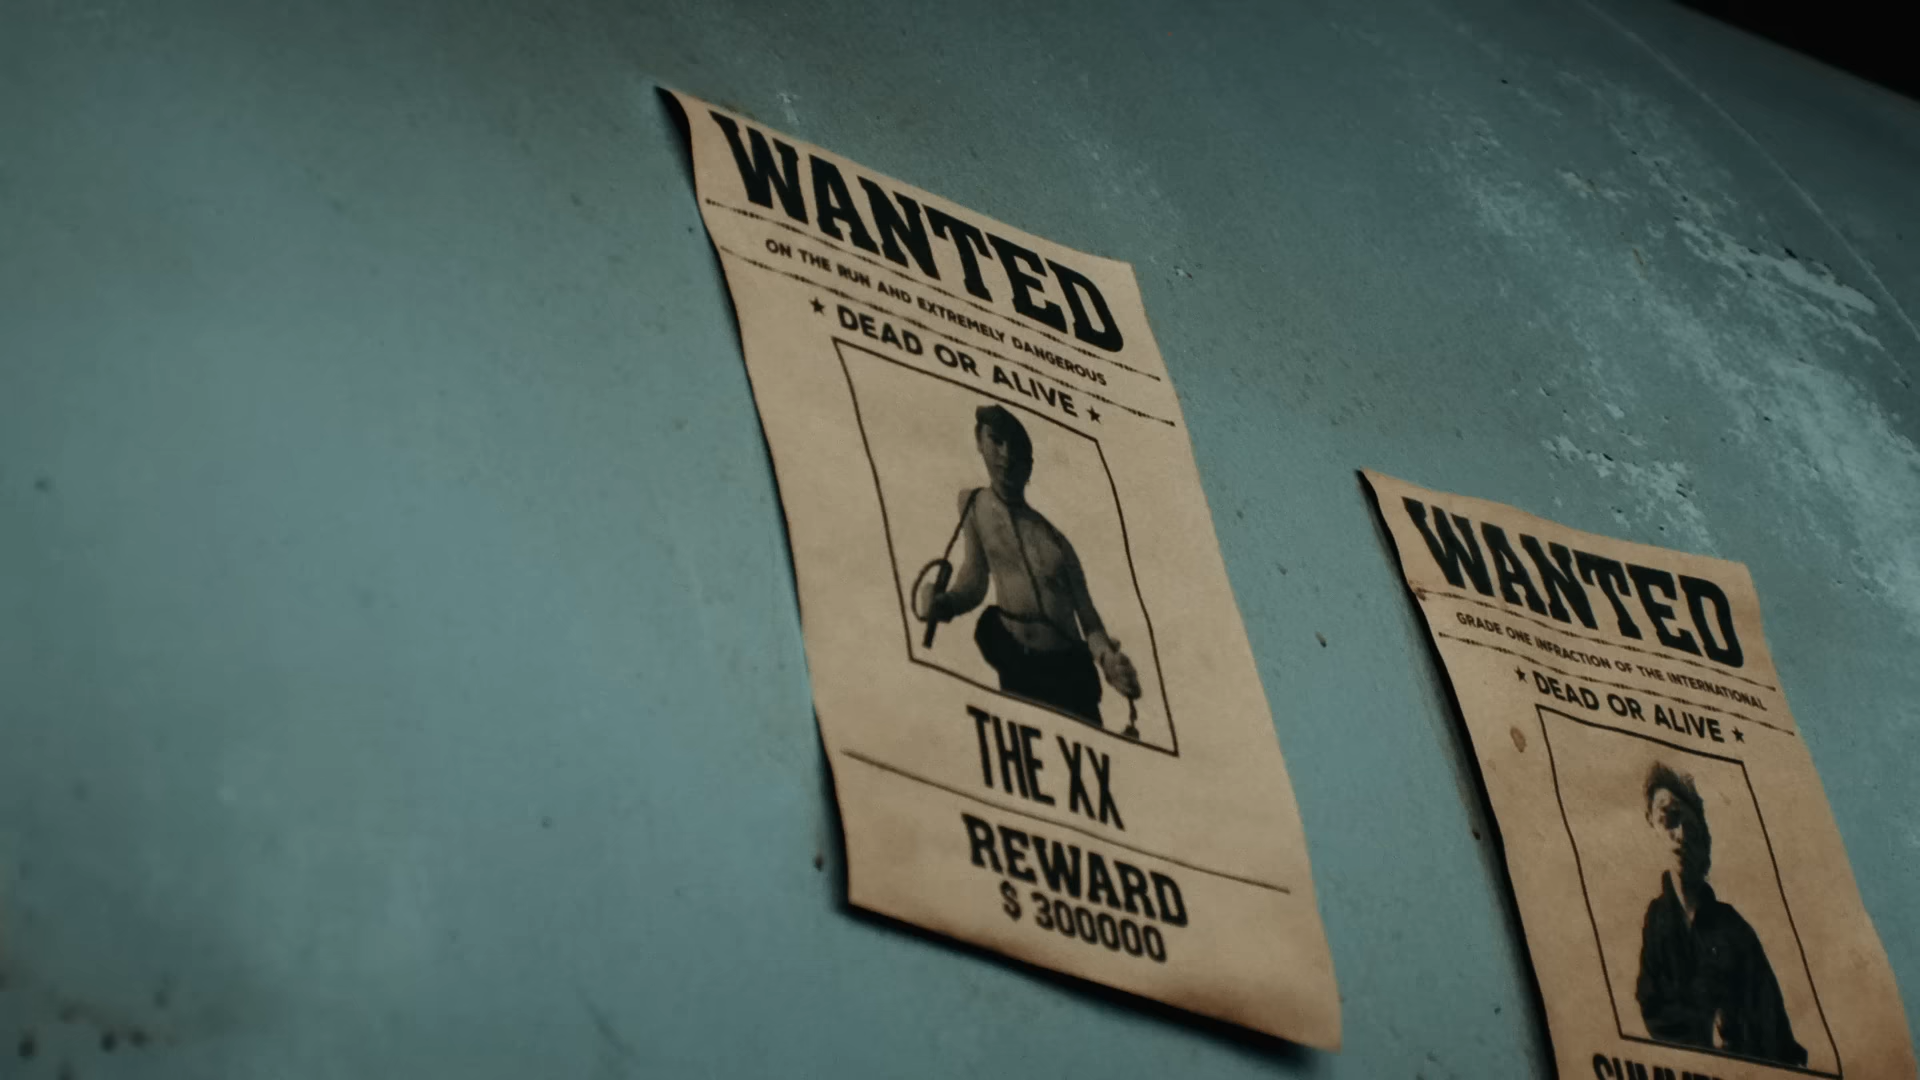 WANTED
ON THE RUN AND EXTREMELY DANGEROUS
★ DEAD OR ALIVE ★
THE XX
REWARD
$ 300000
WANTED
GRADE ONE INFRACTION OF THE INTERNATIONAL
★ DEAD OR ALIVE ★